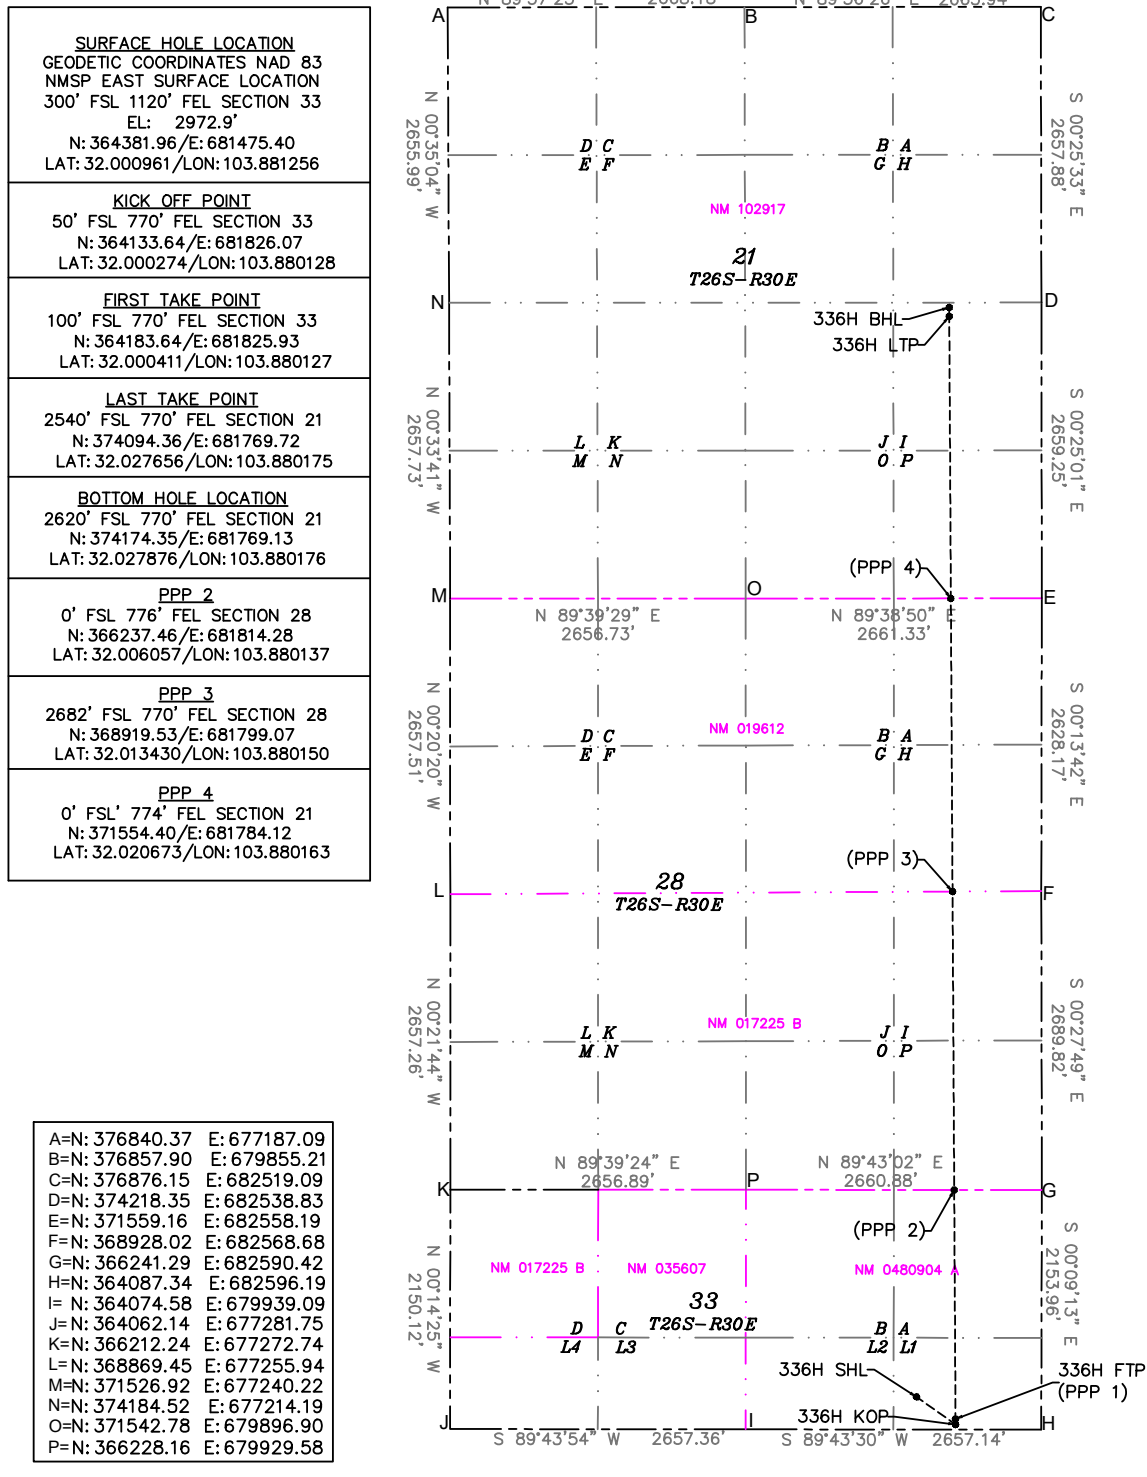 SURFACE HOLE LOCATION
GEODETIC COORDINATES NAD 83
NMSP EAST SURFACE LOCATION
300' FSL 1120' FEL SECTION 33
EL: 2972.9'
N: 364381.96/E: 681475.40
LAT: 32.000961/LON: 103.881256
KICK OFF POINT
50' FSL 770' FEL SECTION 33
N: 364133.64/E: 681826.07
LAT: 32.000274/LON: 103.880128
FIRST TAKE POINT
100' FSL 770' FEL SECTION 33
N: 364183.64/E: 681825.93
LAT: 32.000411/LON: 103.880127
LAST TAKE POINT
2540' FSL 770' FEL SECTION 21
N: 374094.36/E: 681769.72
LAT: 32.027656/LON: 103.880175
BOTTOM HOLE LOCATION
2620' FSL 770' FEL SECTION 21
N: 374174.35/E: 681769.13
LAT: 32.027876/LON: 103.880176
PPP 2
0' FSL 776' FEL SECTION 28
N: 366237.46/E: 681814.28
LAT: 32.006057/LON: 103.880137
PPP 3
2682' FSL 770' FEL SECTION 28
N: 368919.53/E: 681799.07
LAT: 32.013430/LON: 103.880150
PPP 4
0' FSL' 774' FEL SECTION 21
N: 371554.40/E: 681784.12
LAT: 32.020673/LON: 103.880163
A=N: 376840.37 E: 677187.09
B=N: 376857.90 E: 679855.21
C=N: 376876.15 E: 682519.09
D=N: 374218.35 E: 682538.83
E=N: 371559.16 E: 682558.19
F=N: 368928.02 E: 682568.68
G=N: 366241.29 E: 682590.42
H=N: 364087.34 E: 682596.19
I= N: 364074.58 E: 679939.09
J=N: 364062.14 E: 677281.75
K=N: 366212.24 E: 677272.74
L=N: 368869.45 E: 677255.94
M=N: 371526.92 E: 677240.22
N=N: 374184.52 E: 677214.19
O=N: 371542.78 E: 679896.90
P=N: 366228.16 E: 679929.58
A
B
C
N 00°35'04" W
2655.99'
D C
E F
B A
G H
S 00°25'33" E
2657.88'
NM 102917
21
T26S-R30E
N
D
336H BHL
336H LTP
N 00°33'41" W
2657.73'
L K
M N
J I
O P
S 00°25'01" E
2659.25'
(PPP 4)
M
O
E
N 89°39'29" E
2656.73'
N 89°38'50" E
2661.33'
N 00°20'20" W
2657.51'
D C
E F
NM 019612
B A
G H
S 00°13'42" E
2628.17'
(PPP 3)
L
28
T26S-R30E
F
N 00°21'44" W
2657.26'
L K
M N
NM 017225 B
J I
O P
S 00°27'49" E
2689.82'
N 89°39'24" E
2656.89'
N 89°43'02" E
2660.88'
K
P
G
(PPP 2)
N 00°14'25" W
2150.12'
NM 017225 B
NM 035607
NM 0480904 A
S 00°09'13" E
2153.96'
33
T26S-R30E
D C
L4 L3
B A
L2 L1
336H SHL
336H FTP
(PPP 1)
336H KOP
J
I
H
S 89°43'54" W 2657.36'
S 89°43'30" W 2657.14'